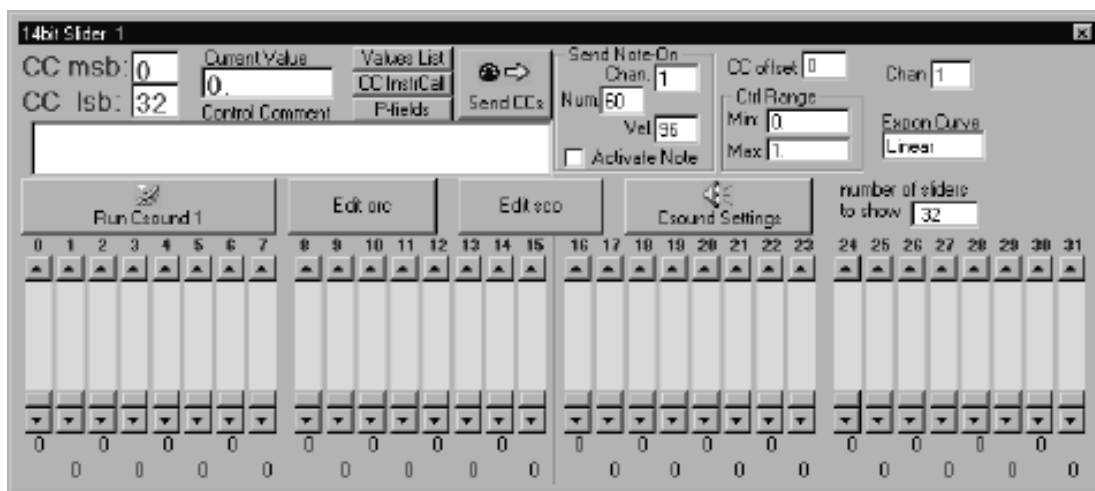 14bit Slider 1
CC msb: 0
CC lsb: 32
Current Value
0.
Control Comment
Values List
CC InstrCall
P-fields
Send CCs
Send Note-On
Chan. 1
Num. 60
Vel. 96
Activate Note
CC offset 0
Ctrl Range
Min: 0.
Max 1.
Chan 1
Expon Curve
Linear
Run Csound 1
Edit orc
Edit sco
Csound Settings
number of sliders
to show 32
0 1 2 3 4 5 6 7 8 9 10 11 12 13 14 15 16 17 18 19 20 21 22 23 24 25 26 27 28 29 30 31
0 0 0 0 0 0 0 0 0 0 0 0 0 0 0 0
0 0 0 0 0 0 0 0 0 0 0 0 0 0 0 0